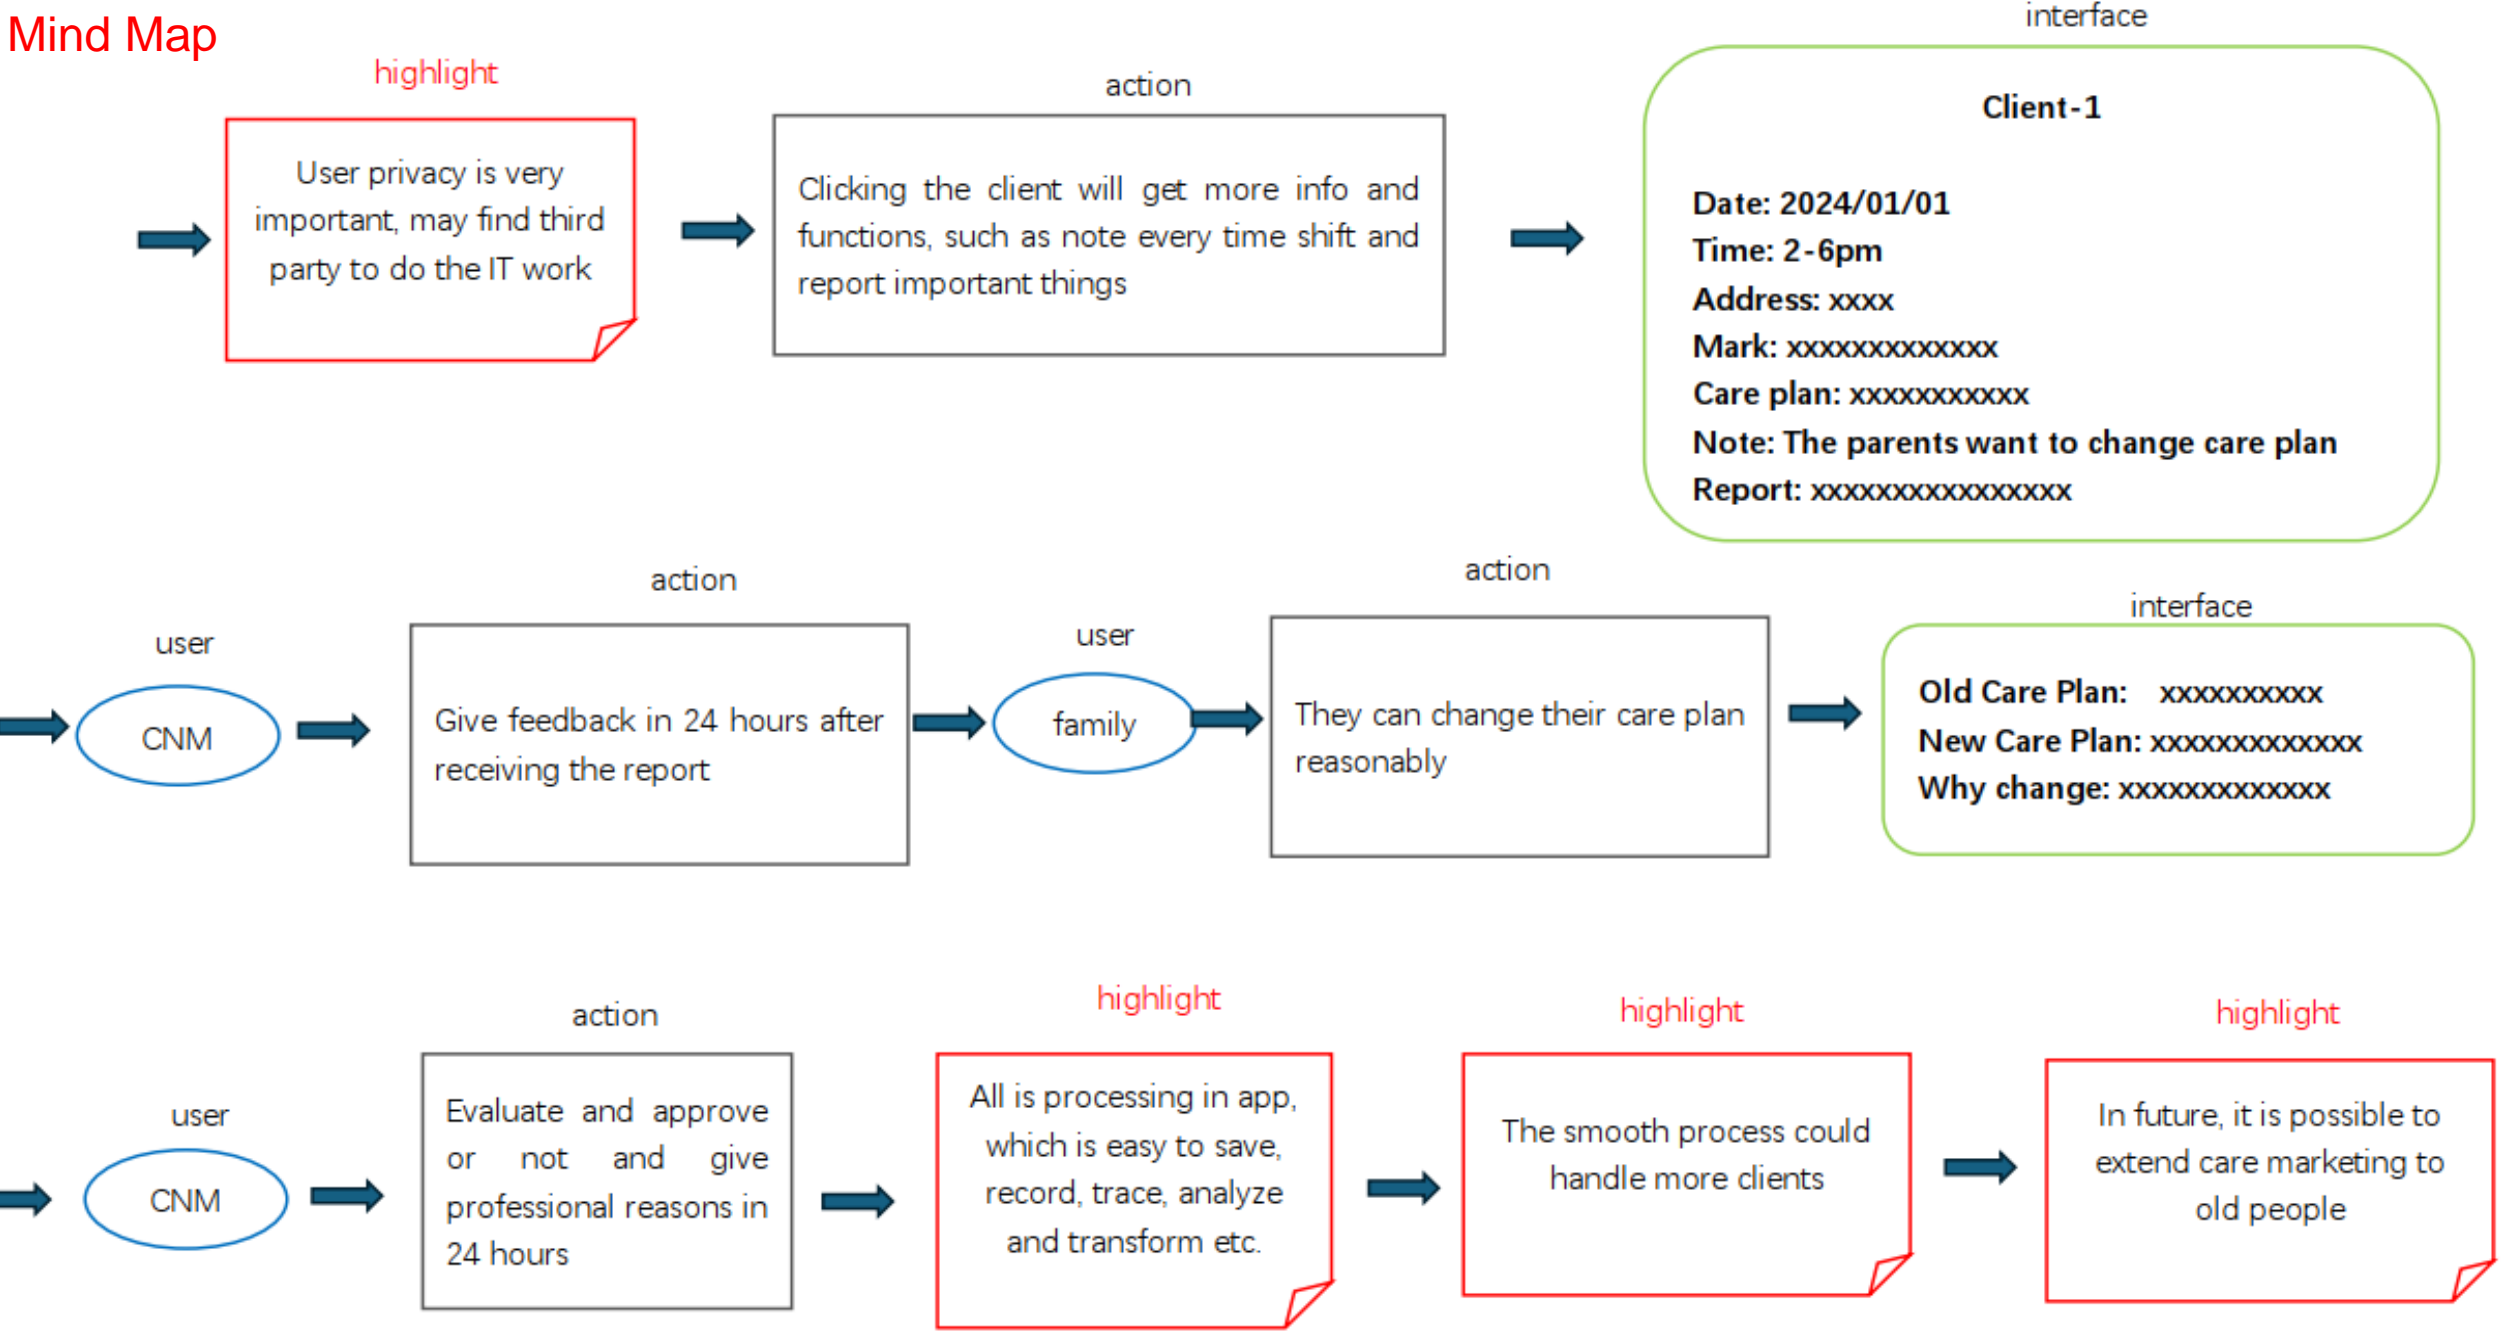 Mind Map
highlight
User privacy is very
important, may find third
party to do the IT work
action
Clicking the client will get more info and
functions, such as note every time shift and
report important things
interface
Client-1
Date: 2024/01/01
Time: 2-6pm
Address: xxxx
Mark: xxxxxxxxxxxxx
Care plan: xxxxxxxxxxx
Note: The parents want to change care plan
Report: xxxxxxxxxxxxxxxx
user
CNM
action
Give feedback in 24 hours after
receiving the report
user
family
action
They can change their care plan
reasonably
interface
Old Care Plan: xxxxxxxxxx
New Care Plan: xxxxxxxxxxxxx
Why change: xxxxxxxxxxxxx
user
CNM
action
Evaluate and approve
or not and give
professional reasons in
24 hours
highlight
All is processing in app,
which is easy to save,
record, trace, analyze
and transform etc.
highlight
The smooth process could
handle more clients
highlight
In future, it is possible to
extend care marketing to
old people